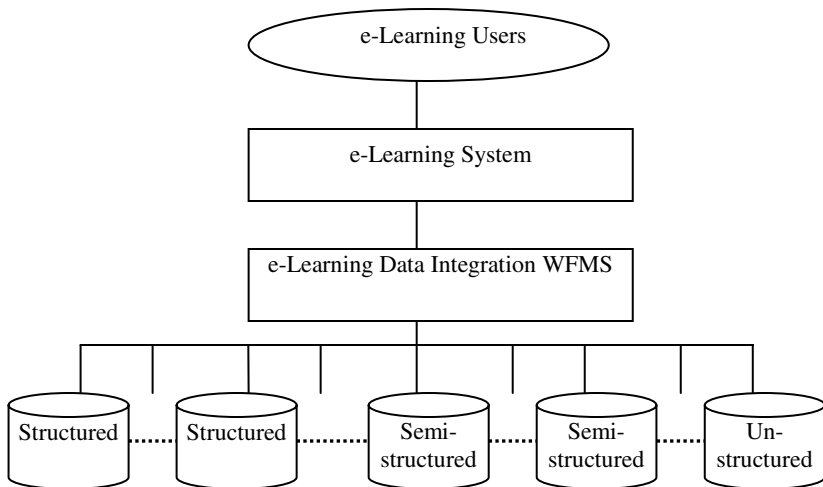 e-Learning Users
e-Learning System
e-Learning Data Integration WFMS
Structured
Structured
Semi-
structured
Semi-
structured
Un-
structured